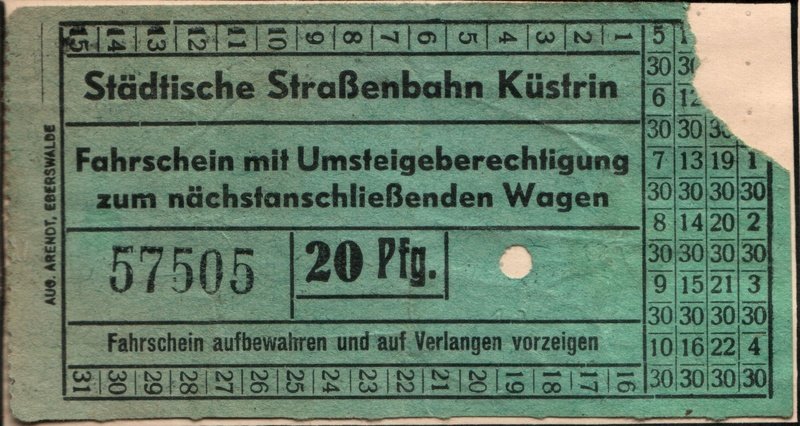 15 14 13 12 11 10 9 8 7 6 5 4 3 2 1
Städtische Straßenbahn Küstrin
Fahrschein mit Umsteigeberechtigung
zum nächstanschließenden Wagen
57505
20 Pfg.
Fahrschein aufbewahren und auf Verlangen vorzeigen
31 30 29 28 27 26 25 24 23 22 21 20 19 18 17 16
AUG. ARENDT, EBERSWALDE
5
30
6 12
30 30
7 13 19 1
30 30 30 30
8 14 20 2
30 30 30 30
9 15 21 3
30 30 30 30
10 16 22 4
30 30 30 30